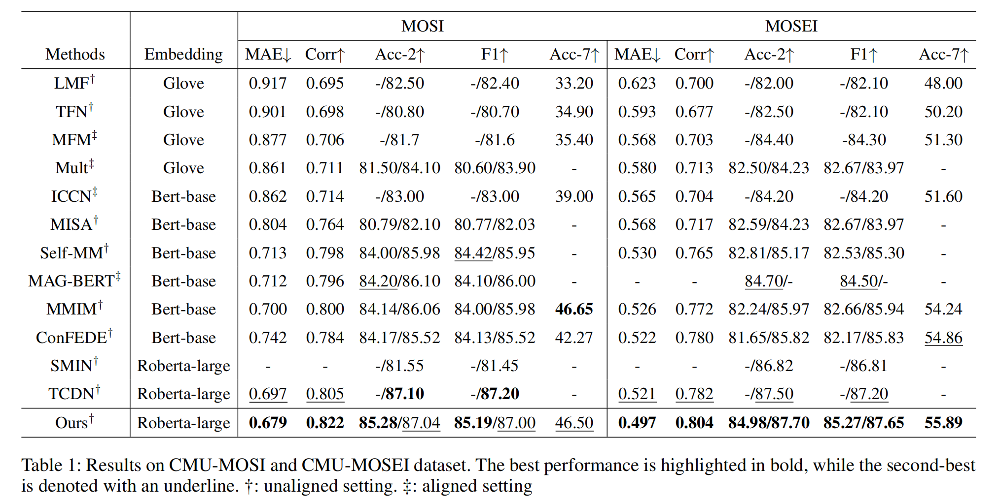 MOSI MOSEI
Methods Embedding MAE↓ Corr↑ Acc-2↑ F1↑ Acc-7↑ MAE↓ Corr↑ Acc-2↑ F1↑ Acc-7↑
LMF† Glove 0.917 0.695 -/82.50 -/82.40 33.20 0.623 0.700 -/82.00 -/82.10 48.00
TFN† Glove 0.901 0.698 -/80.80 -/80.70 34.90 0.593 0.677 -/82.50 -/82.10 50.20
MFM‡ Glove 0.877 0.706 -/81.7 -/81.6 35.40 0.568 0.703 -/84.40 -84.30 51.30
Mult‡ Glove 0.861 0.711 81.50/84.10 80.60/83.90 - 0.580 0.713 82.50/84.23 82.67/83.97 -
ICCN‡ Bert-base 0.862 0.714 -/83.00 -/83.00 39.00 0.565 0.704 -/84.20 -/84.20 51.60
MISA† Bert-base 0.804 0.764 80.79/82.10 80.77/82.03 - 0.568 0.717 82.59/84.23 82.67/83.97 -
Self-MM† Bert-base 0.713 0.798 84.00/85.98 84.42/85.95 - 0.530 0.765 82.81/85.17 82.53/85.30 -
MAG-BERT‡ Bert-base 0.712 0.796 84.20/86.10 84.10/86.00 - - - 84.70/- 84.50/- -
MMIM† Bert-base 0.700 0.800 84.14/86.06 84.00/85.98 46.65 0.526 0.772 82.24/85.97 82.66/85.94 54.24
ConFEDE† Bert-base 0.742 0.784 84.17/85.52 84.13/85.52 42.27 0.522 0.780 81.65/85.82 82.17/85.83 54.86
SMIN† Roberta-large - - -/81.55 -/81.45 - - - -/86.82 -/86.81 -
TCDN† Roberta-large 0.697 0.805 -/87.10 -/87.20 - 0.521 0.782 -/87.50 -/87.20 -
Ours† Roberta-large 0.679 0.822 85.28/87.04 85.19/87.00 46.50 0.497 0.804 84.98/87.70 85.27/87.65 55.89
Table 1: Results on CMU-MOSI and CMU-MOSEI dataset. The best performance is highlighted in bold, while the second-best
is denoted with an underline. †: unaligned setting. ‡: aligned setting